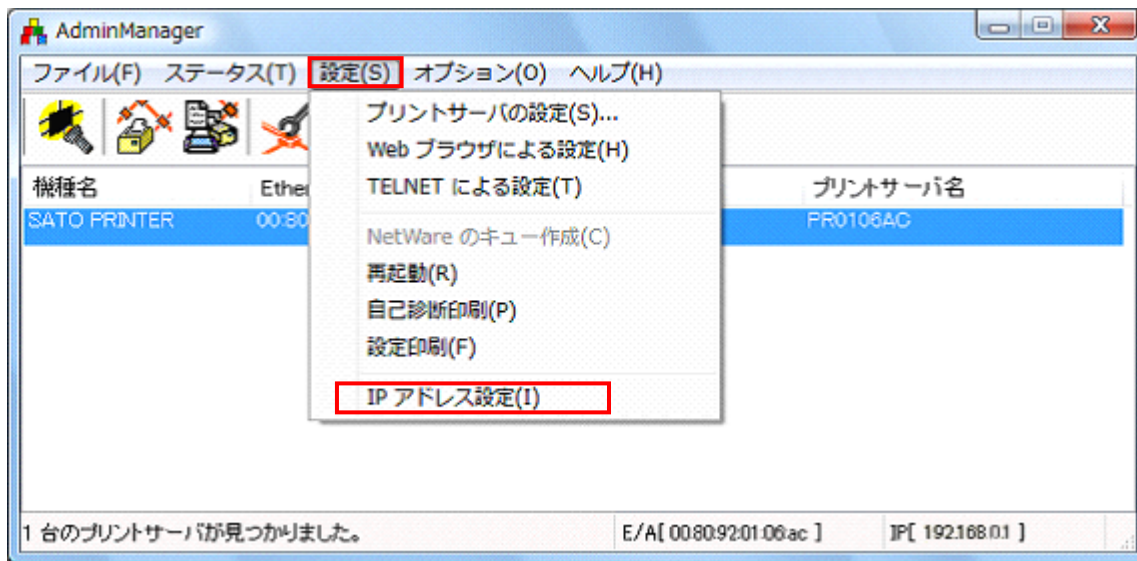 AdminManager
ファイル(F) ステータス(T) 設定(S) オプション(O) ヘルプ(H)
プリントサーバの設定(S)...
Web ブラウザによる設定(H)
TELNET による設定(T)
NetWare のキュー作成(C)
再起動(R)
自己診断印刷(P)
設定印刷(F)
IP アドレス設定(I)
機種名 Ether プリントサーバ名
SATO PRINTER 00:80 PR0106AC
1 台のプリントサーバが見つかりました。 E/A[ 00:80:92:01:06:ac ] IP[ 192.168.0.1 ]